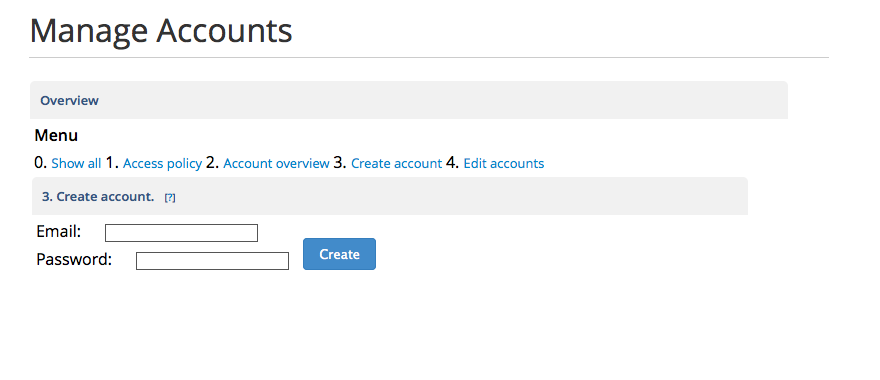 Manage Accounts
Overview
Menu
0. Show all 1. Access policy 2. Account overview 3. Create account 4. Edit accounts
3. Create account. [?]
Email:
Password:
Create